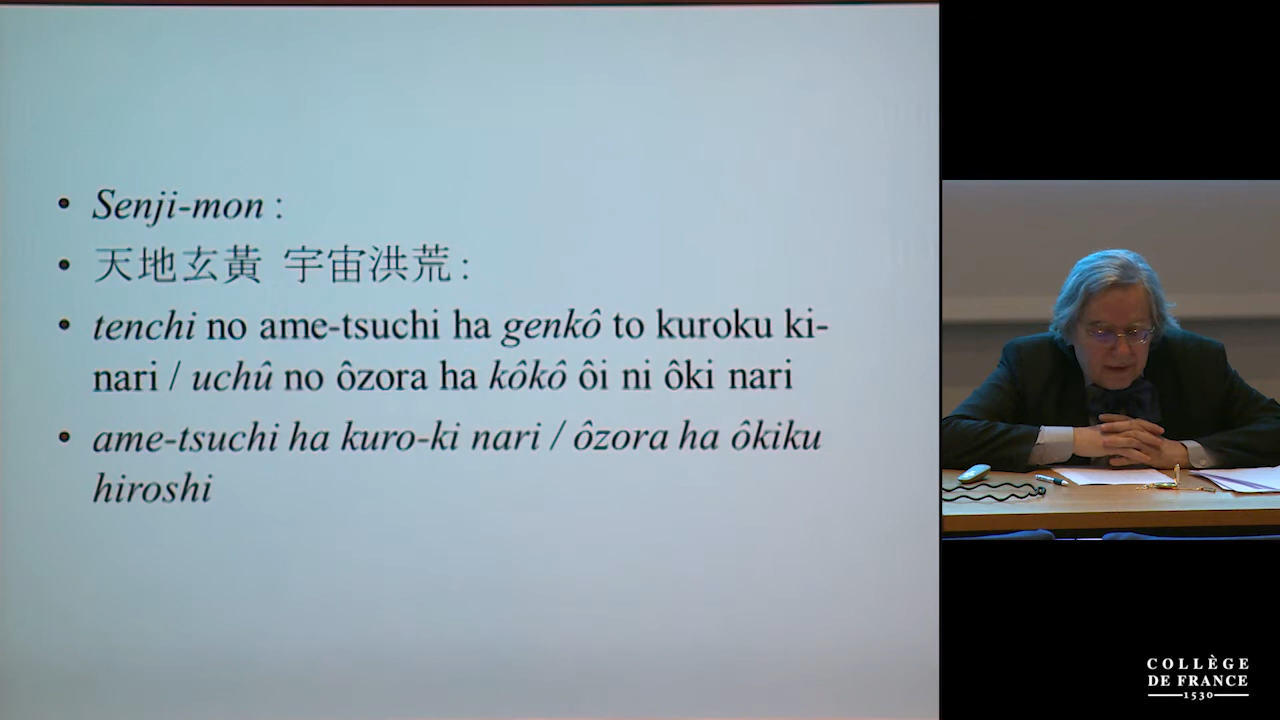 Senji-mon :
天地玄黃 宇宙洪荒 :
tenchi no ame-tsuchi ha genkô to kuroku ki-
nari / uchû no ôzora ha kôkô ôi ni ôki nari
ame-tsuchi ha kuro-ki nari / ôzora ha ôkiku
hiroshi
COLLÈGE
DE FRANCE
1530